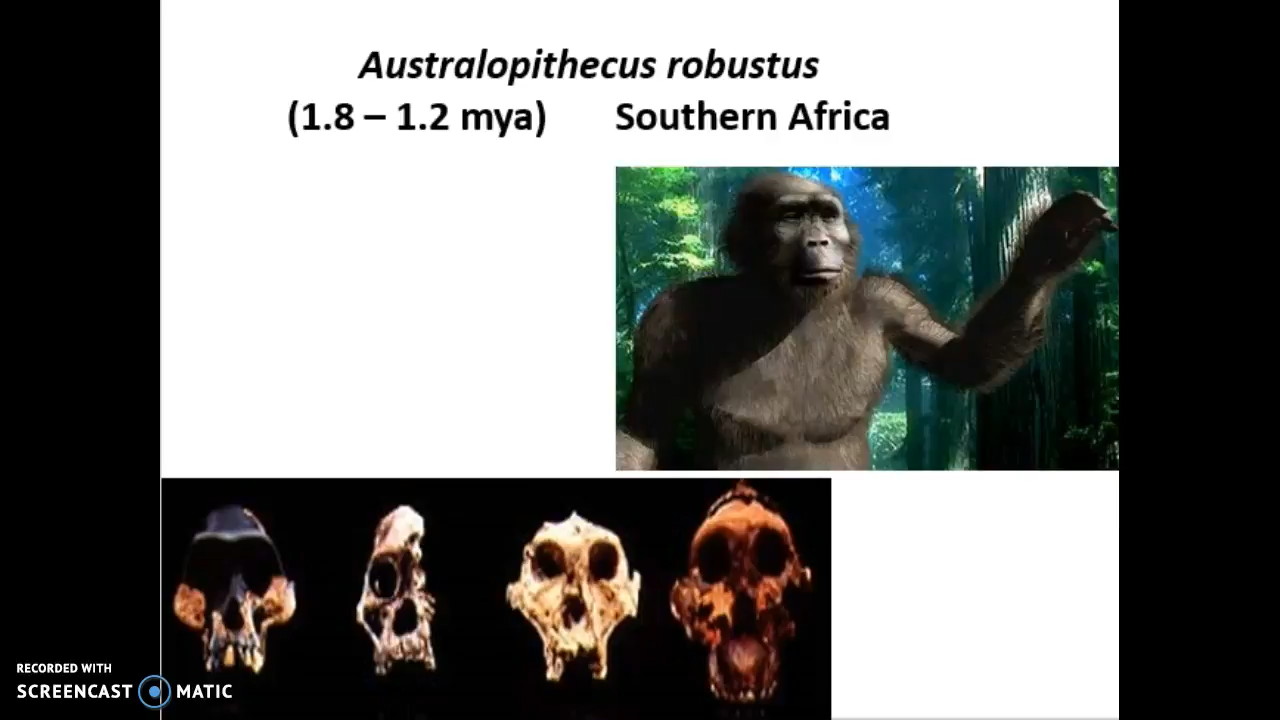 Australopithecus robustus
(1.8 – 1.2 mya) Southern Africa
RECORDED WITH
SCREENCAST MATIC